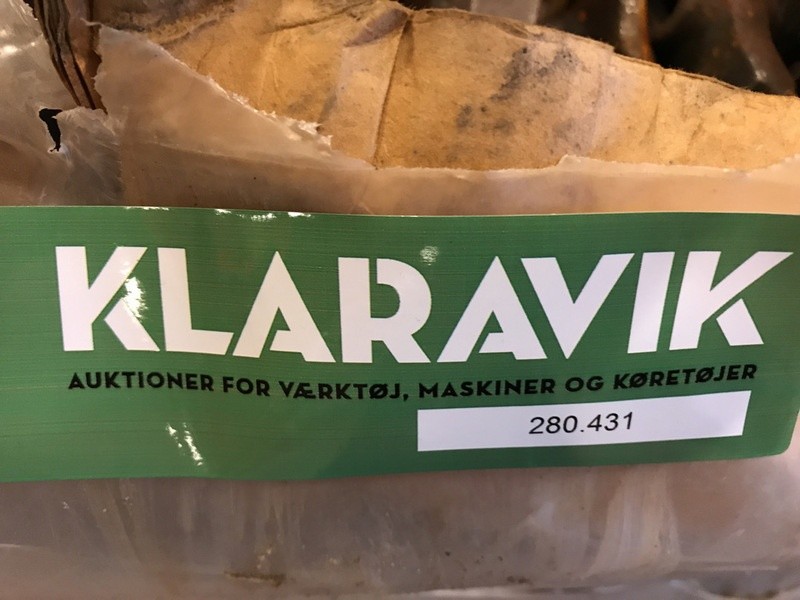 KLARAVIK
AUKTIONER FOR VÆRKTØJ, MASKINER OG KØRETØJER
280.431